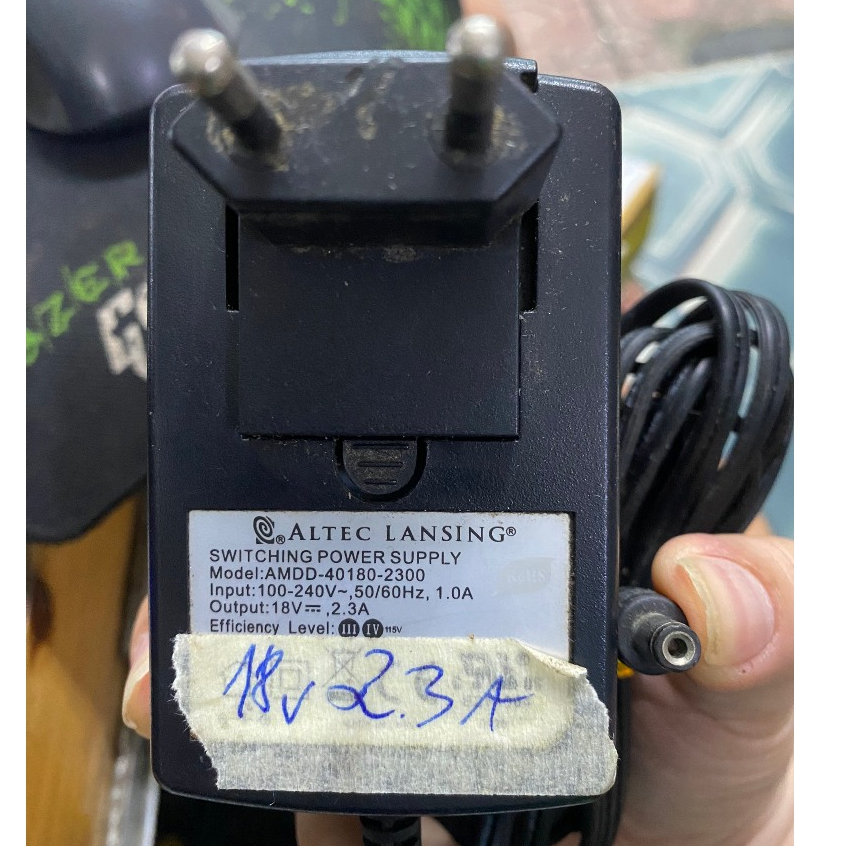 AZER
ALTEC LANSING®
SWITCHING POWER SUPPLY
Model:AMDD-40180-2300
Input:100-240V~,50/60Hz, 1.0A
Output:18V⎓,2.3A
Efficiency Level: III IV 115V
18v 2.3A